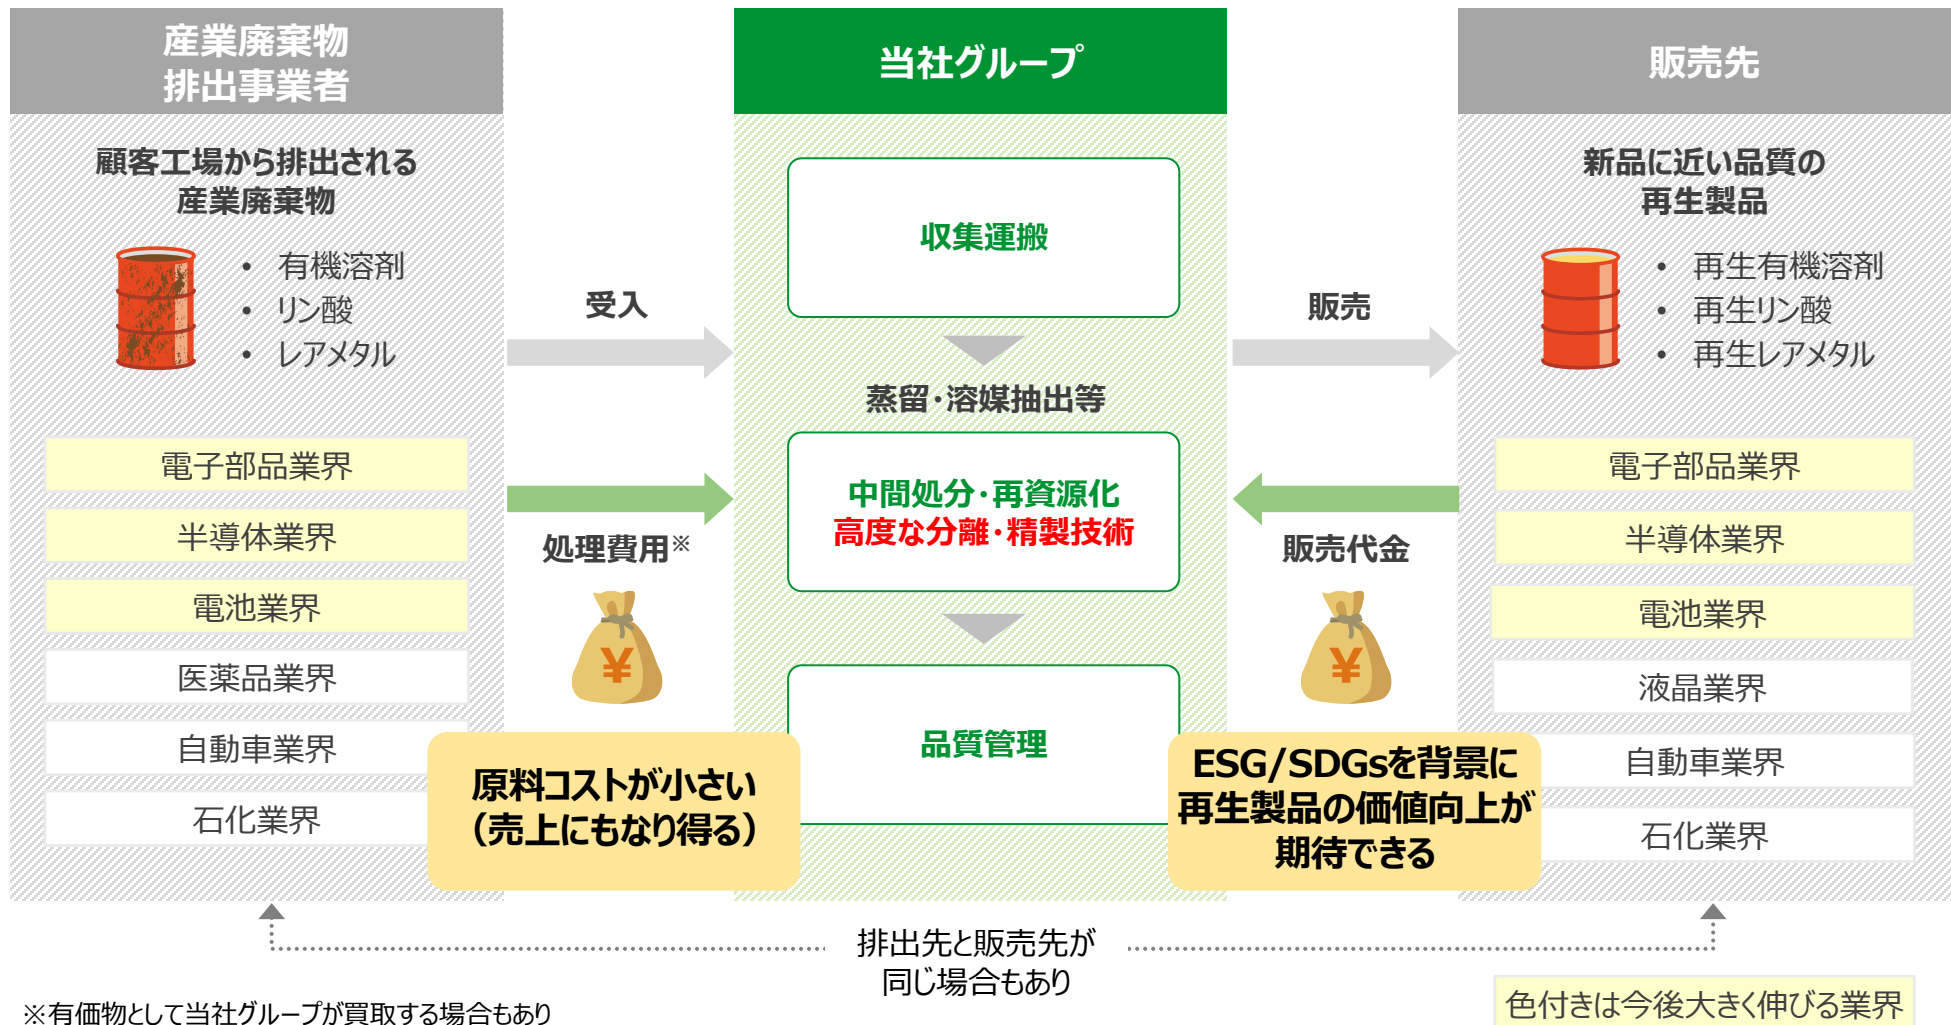 産業廃棄物
排出事業者
顧客工場から排出される
産業廃棄物
• 有機溶剤
• リン酸
• レアメタル
電子部品業界
半導体業界
電池業界
医薬品業界
自動車業界
石化業界
受入
処理費用※
¥
原料コストが小さい
（売上にもなり得る）
当社グループ
収集運搬
蒸留・溶媒抽出等
中間処分・再資源化
高度な分離・精製技術
品質管理
販売
販売代金
¥
ESG/SDGsを背景に
再生製品の価値向上が
期待できる
販売先
新品に近い品質の
再生製品
• 再生有機溶剤
• 再生リン酸
• 再生レアメタル
電子部品業界
半導体業界
電池業界
液晶業界
自動車業界
石化業界
排出先と販売先が
同じ場合もあり
※有価物として当社グループが買取する場合もあり
色付きは今後大きく伸びる業界